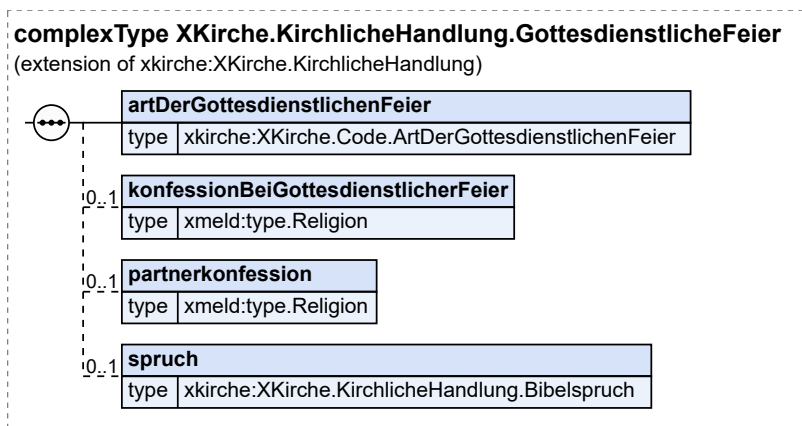 complexType XKirche.KirchlicheHandlung.GottesdienstlicheFeier
(extension of xkirche:XKirche.KirchlicheHandlung)
artDerGottesdienstlichenFeier
type xkirche:XKirche.Code.ArtDerGottesdienstlichenFeier
0..1 konfessionBeiGottesdienstlicherFeier
type xmeld:type.Religion
0..1 partnerkonfession
type xmeld:type.Religion
0..1 spruch
type xkirche:XKirche.KirchlicheHandlung.Bibelspruch